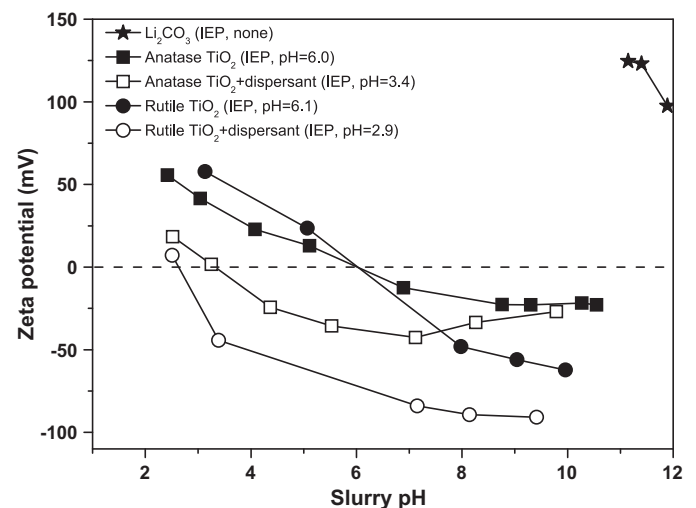 150
100
50
0
-50
-100
Zeta potential (mV)
Li₂CO₃ (IEP, none)
Anatase TiO₂ (IEP, pH=6.0)
Anatase TiO₂+dispersant (IEP, pH=3.4)
Rutile TiO₂ (IEP, pH=6.1)
Rutile TiO₂+dispersant (IEP, pH=2.9)
2 4 6 8 10 12
Slurry pH